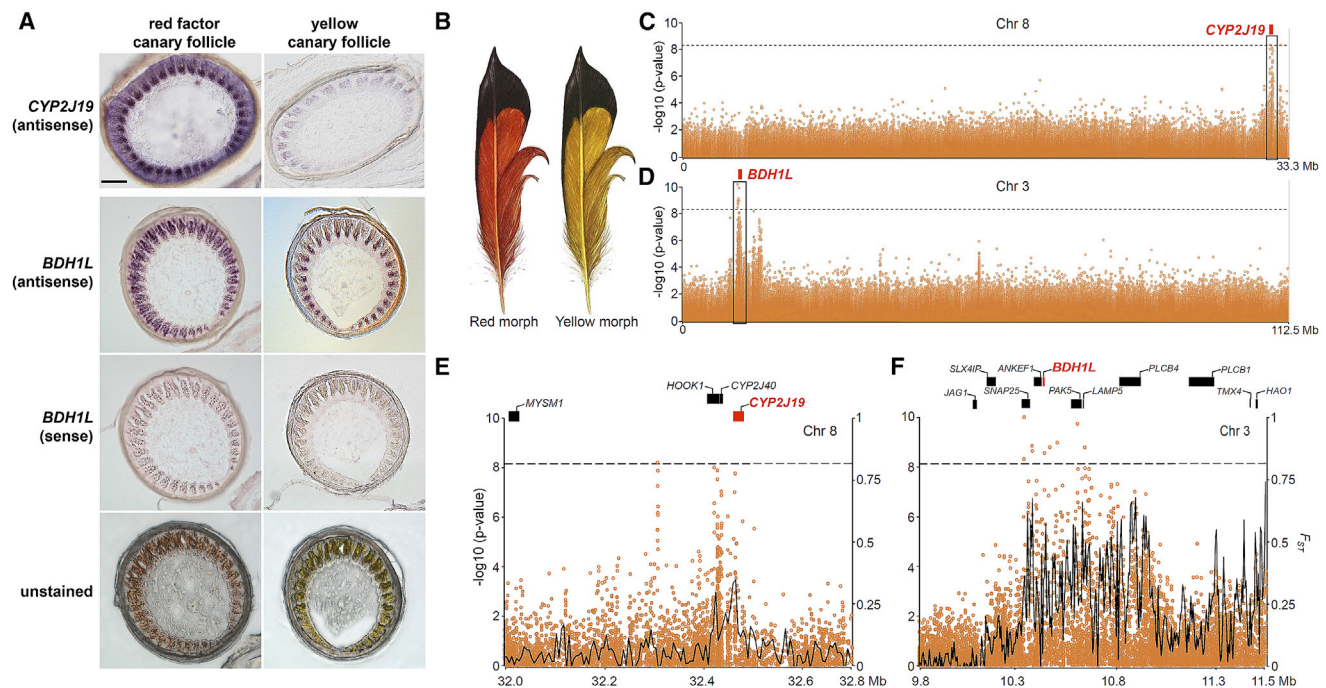 A
red factor
canary follicle
yellow
canary follicle
CYP2J19
(antisense)
BDH1L
(antisense)
BDH1L
(sense)
unstained
B
Red morph
Yellow morph
C
Chr 8
CYP2J19
-log10 (p-value)
10
8
6
4
2
0
0
33.3 Mb
D
BDH1L
Chr 3
-log10 (p-value)
10
8
6
4
2
0
0
112.5 Mb
E
HOOK1
CYP2J40
MYSM1
CYP2J19
Chr 8
-log10 (p-value)
10
8
6
4
2
0
1
0.75
0.5
0.25
0
32.0
32.2
32.4
32.6
32.8 Mb
F
SLX4IP
ANKEF1
BDH1L
PLCB4
PLCB1
JAG1
SNAP25
PAK5
LAMP5
TMX4
HAO1
Chr 3
10
8
6
4
2
0
1
0.75
0.5
0.25
0
FST
9.8
10.3
10.8
11.3
11.5 Mb